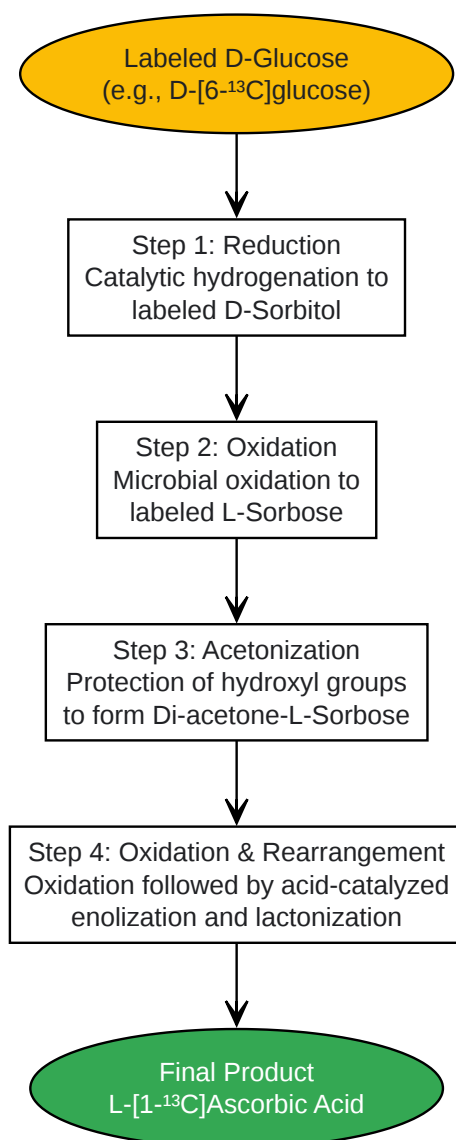 Labeled D-Glucose
(e.g., D-[6-¹³C]glucose)
Step 1: Reduction
Catalytic hydrogenation to
labeled D-Sorbitol
Step 2: Oxidation
Microbial oxidation to
labeled L-Sorbose
Step 3: Acetonization
Protection of hydroxyl groups
to form Di-acetone-L-Sorbose
Step 4: Oxidation & Rearrangement
Oxidation followed by acid-catalyzed
enolization and lactonization
Final Product
L-[1-¹³C]Ascorbic Acid